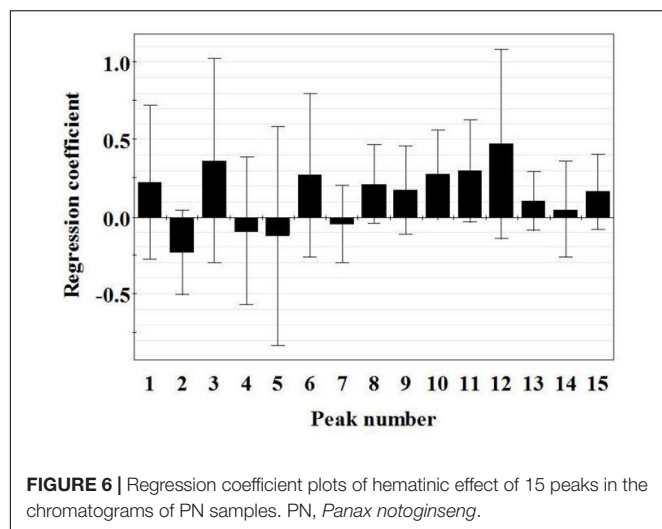 1.0
0.5
0.0
-0.5
Regression coefficient
1 2 3 4 5 6 7 8 9 10 11 12 13 14 15
Peak number
FIGURE 6 | Regression coefficient plots of hematinic effect of 15 peaks in the
chromatograms of PN samples. PN, Panax notoginseng.